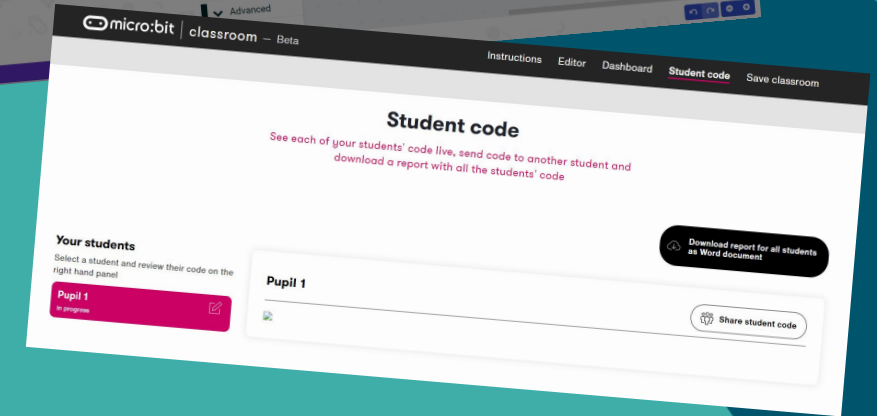 Advanced
micro:bit | classroom – Beta
Instructions Editor Dashboard Student code Save classroom
Student code
See each of your students' code live, send code to another student and
download a report with all the students' code
Download report for all students
as Word document
Your students
Select a student and review their code on the
right hand panel
Pupil 1
In progress
Pupil 1
Share student code